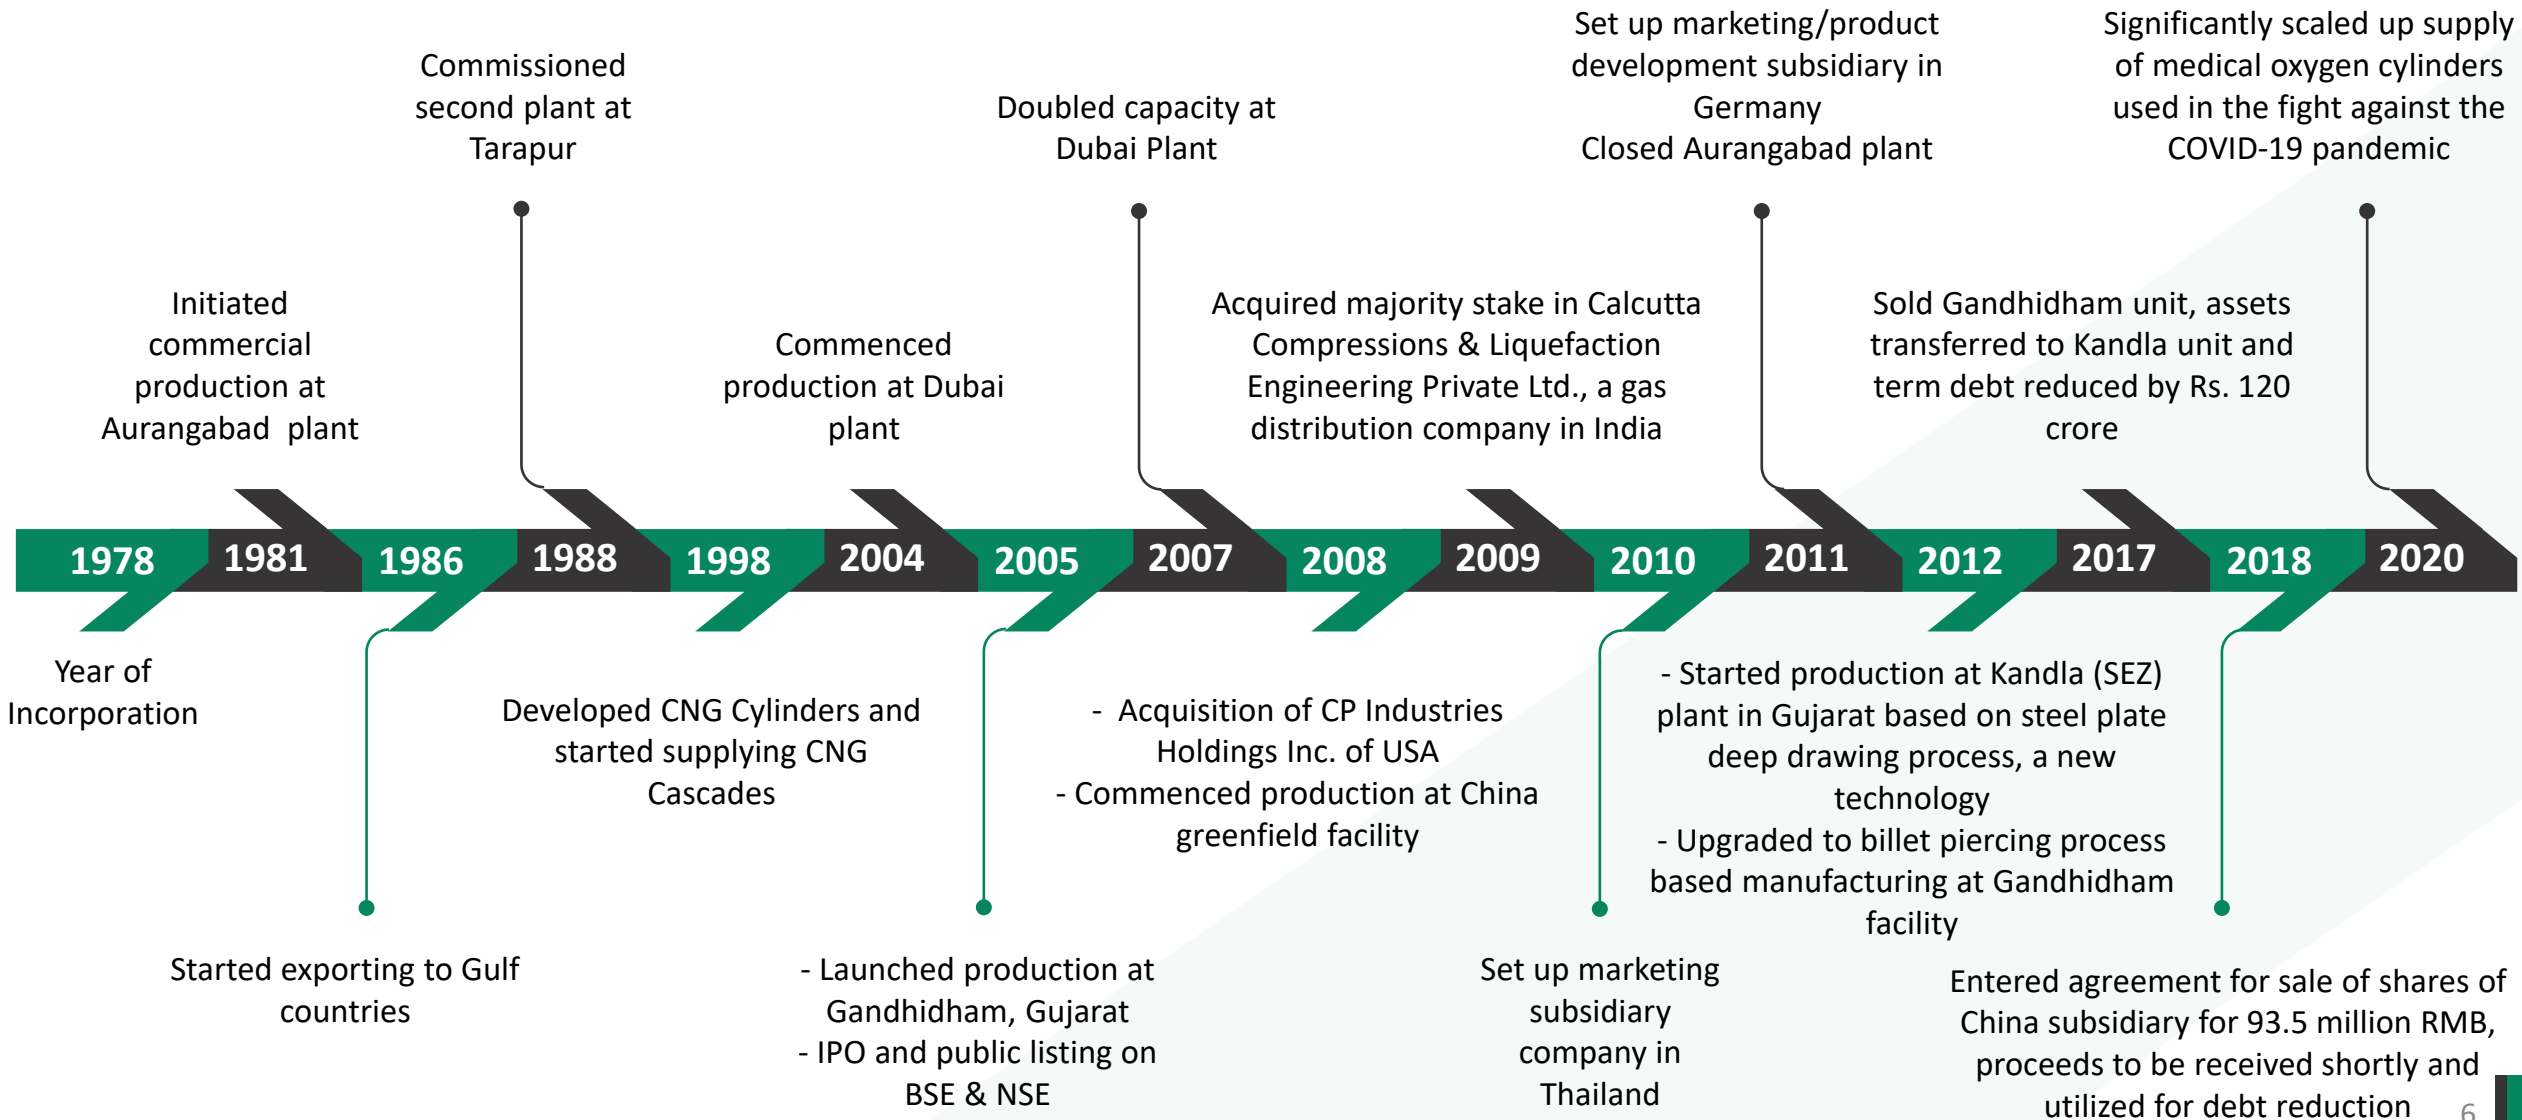 Commissioned
second plant at
Tarapur
Doubled capacity at
Dubai Plant
Set up marketing/product
development subsidiary in
Germany
Closed Aurangabad plant
Significantly scaled up supply
of medical oxygen cylinders
used in the fight against the
COVID-19 pandemic
Initiated
commercial
production at
Aurangabad plant
Commenced
production at Dubai
plant
Acquired majority stake in Calcutta
Compressions & Liquefaction
Engineering Private Ltd., a gas
distribution company in India
Sold Gandhidham unit, assets
transferred to Kandla unit and
term debt reduced by Rs. 120
crore
1978 1981 1986 1988 1998 2004 2005 2007 2008 2009 2010 2011 2012 2017 2018 2020
Year of
Incorporation
Developed CNG Cylinders and
started supplying CNG
Cascades
- Acquisition of CP Industries
Holdings Inc. of USA
- Commenced production at China
greenfield facility
- Started production at Kandla (SEZ)
plant in Gujarat based on steel plate
deep drawing process, a new
technology
- Upgraded to billet piercing process
based manufacturing at Gandhidham
facility
Started exporting to Gulf
countries
- Launched production at
Gandhidham, Gujarat
- IPO and public listing on
BSE & NSE
Set up marketing
subsidiary
company in
Thailand
Entered agreement for sale of shares of
China subsidiary for 93.5 million RMB,
proceeds to be received shortly and
utilized for debt reduction
6